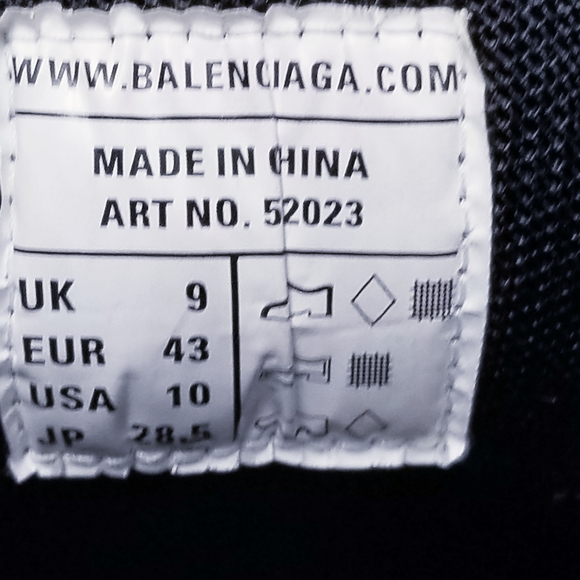 WWW.BALENCIAGA.COM
MADE IN CHINA
ART NO. 52023
UK 9
EUR 43
USA 10
JP 28.5